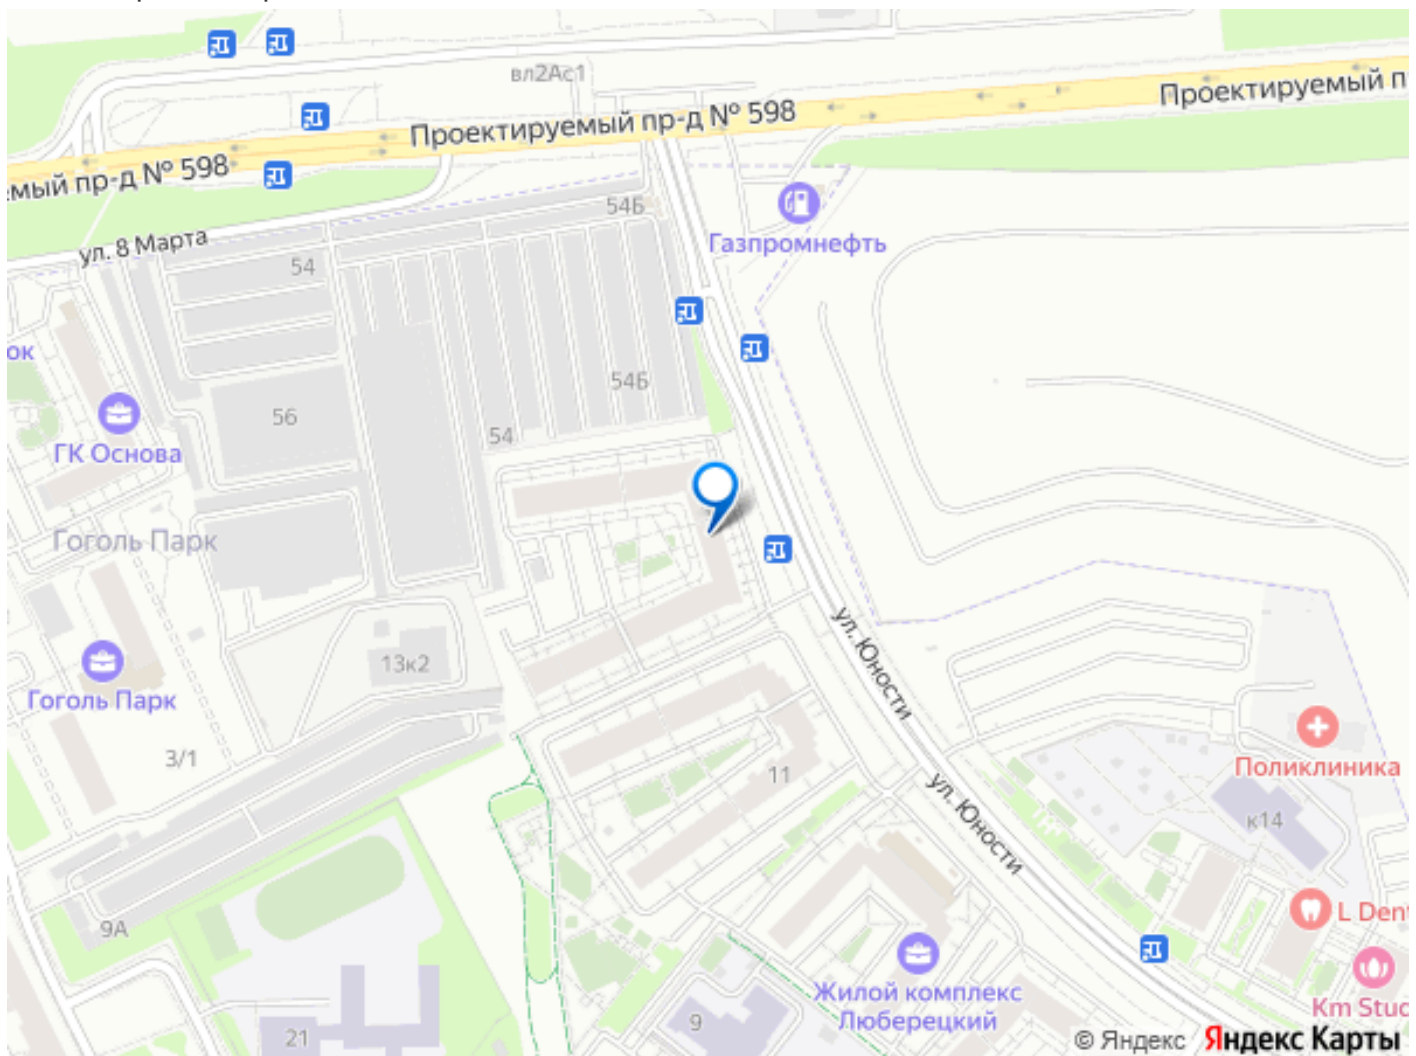 вл2Ас1
Проектируемый п
Проектируемый пр-д № 598
емый пр-д № 598
54Б
ул. 8 Марта
Газпромнефть
54
ок
54Б
56
54
ГК Основа
Гоголь Парк
ул. Юности
13к2
Гоголь Парк
3/1
Поликлиника
11
ул. Юности
к14
L Dent
9А
Жилой комплекс
Люберецкий
Km Stud
9
21
© Яндекс Яндекс Карты